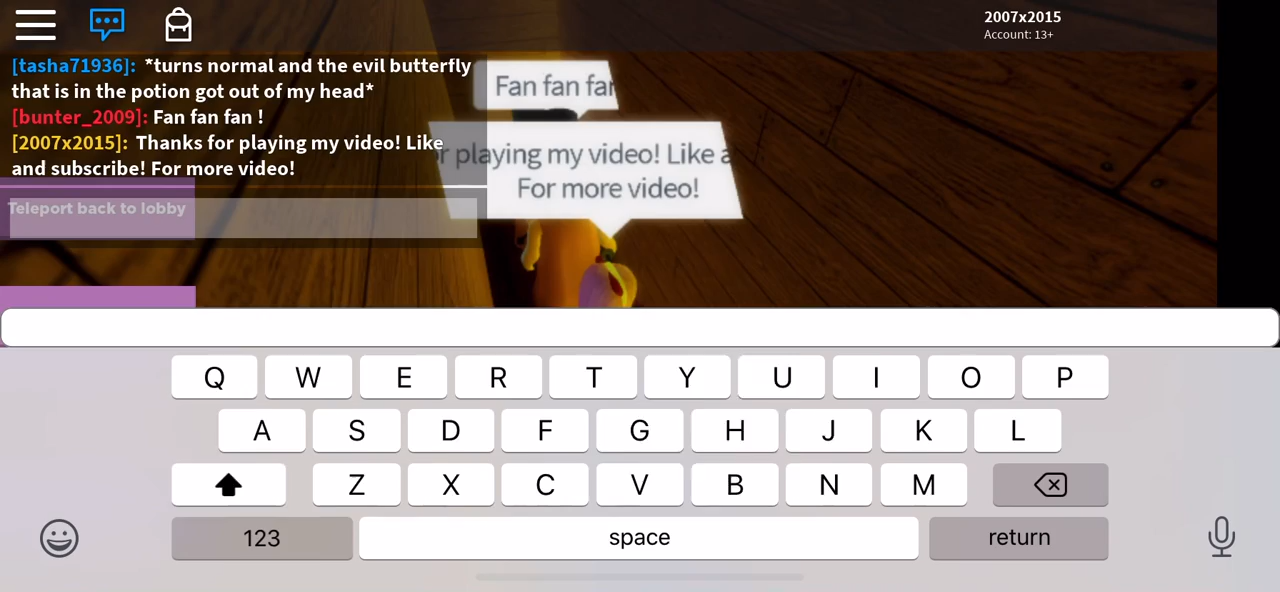 2007x2015
Account: 13+
[tasha71936]: *turns normal and the evil butterfly
that is in the potion got out of my head*
[bunter_2009]: Fan fan fan !
[2007x2015]: Thanks for playing my video! Like
and subscribe! For more video!
Teleport back to lobby
Fan fan fan
r playing my video! Like a
For more video!
Q W E R T Y U I O P
A S D F G H J K L
Z X C V B N M
123 space return